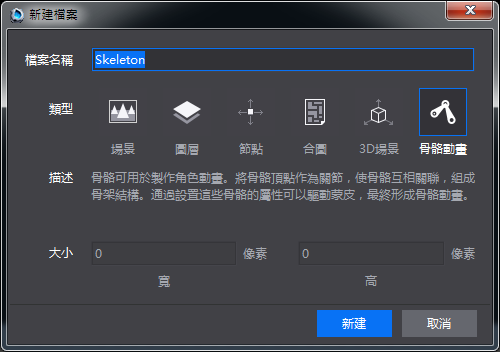 新建檔案
檔案名稱
Skeleton
類型
場景
圖層
節點
合圖
3D場景
骨骼動畫
描述
骨骼可用於製作角色動畫。將骨骼頂點作為關節，使骨骼互相關聯，組成
骨架結構。通過設置這些骨骼的屬性可以驅動蒙皮，最終形成骨骼動畫。
大小
0
像素
0
像素
寬
高
新建
取消